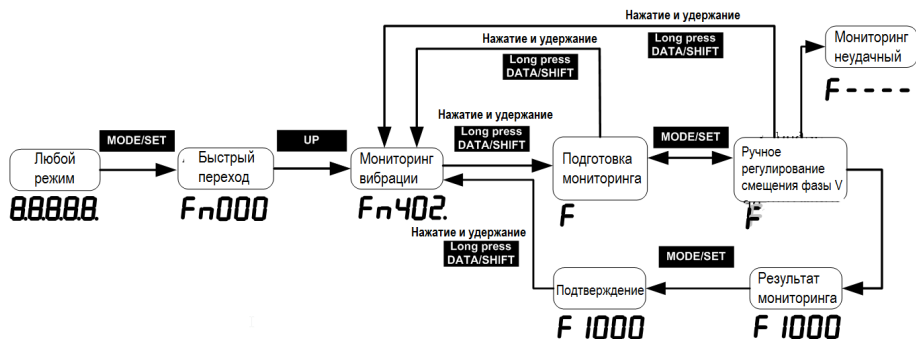 Нажатие и удержание
Long press
DATA/SHIFT
Нажатие и удержание
Long press
DATA/SHIFT
Мониторинг
неудачный
F----
Нажатие и удержание
Long press
DATA/SHIFT
MODE/SET
UP
MODE/SET
Любой
режим
8.8.8.8.8.
Быстрый
переход
Fn000
Мониторинг
вибрации
Fn402.
Подготовка
мониторинга
F
Ручное
регулирование
смещения фазы V
F
Нажатие и удержание
Long press
DATA/SHIFT
MODE/SET
Подтверждение
F 1000
Результат
мониторинга
F 1000